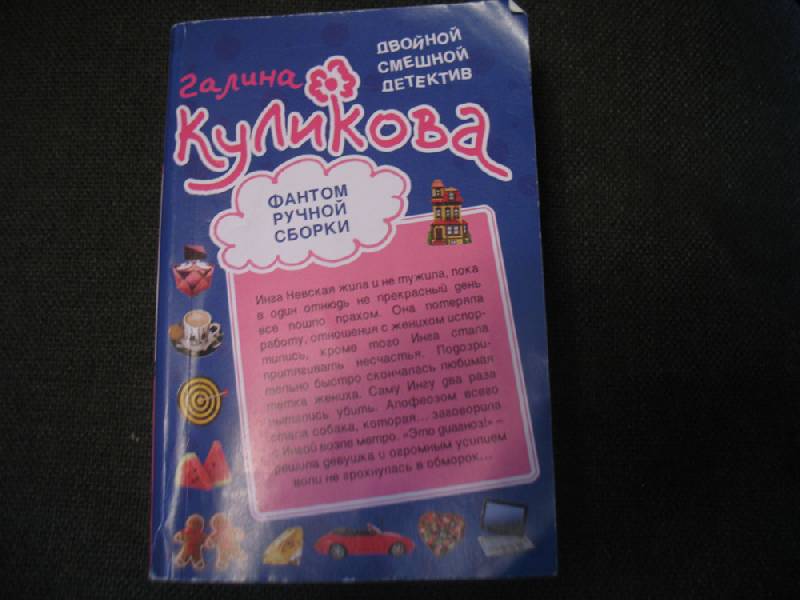 ДВОЙНОЙ
СМЕШНОЙ
ДЕТЕКТИВ
Галина
Куликова
ФАНТОМ
РУЧНОЙ
СБОРКИ
Инга Невская жила и не тужила, пока
в один отнюдь не прекрасный день
все пошло прахом. Она потеряла
работу, отношения с женихом испор-
тились, кроме того Инга стала
притягивать несчастья. Подозри-
тельно быстро скончалась любимая
тетка жениха. Саму Ингу два раза
пытались убить. Апофеозом всего
стала собака, которая... заговорила
с Ингой возле метро. «Это диагноз!» –
решила девушка и огромным усилием
воли не грохнулась в обморок...